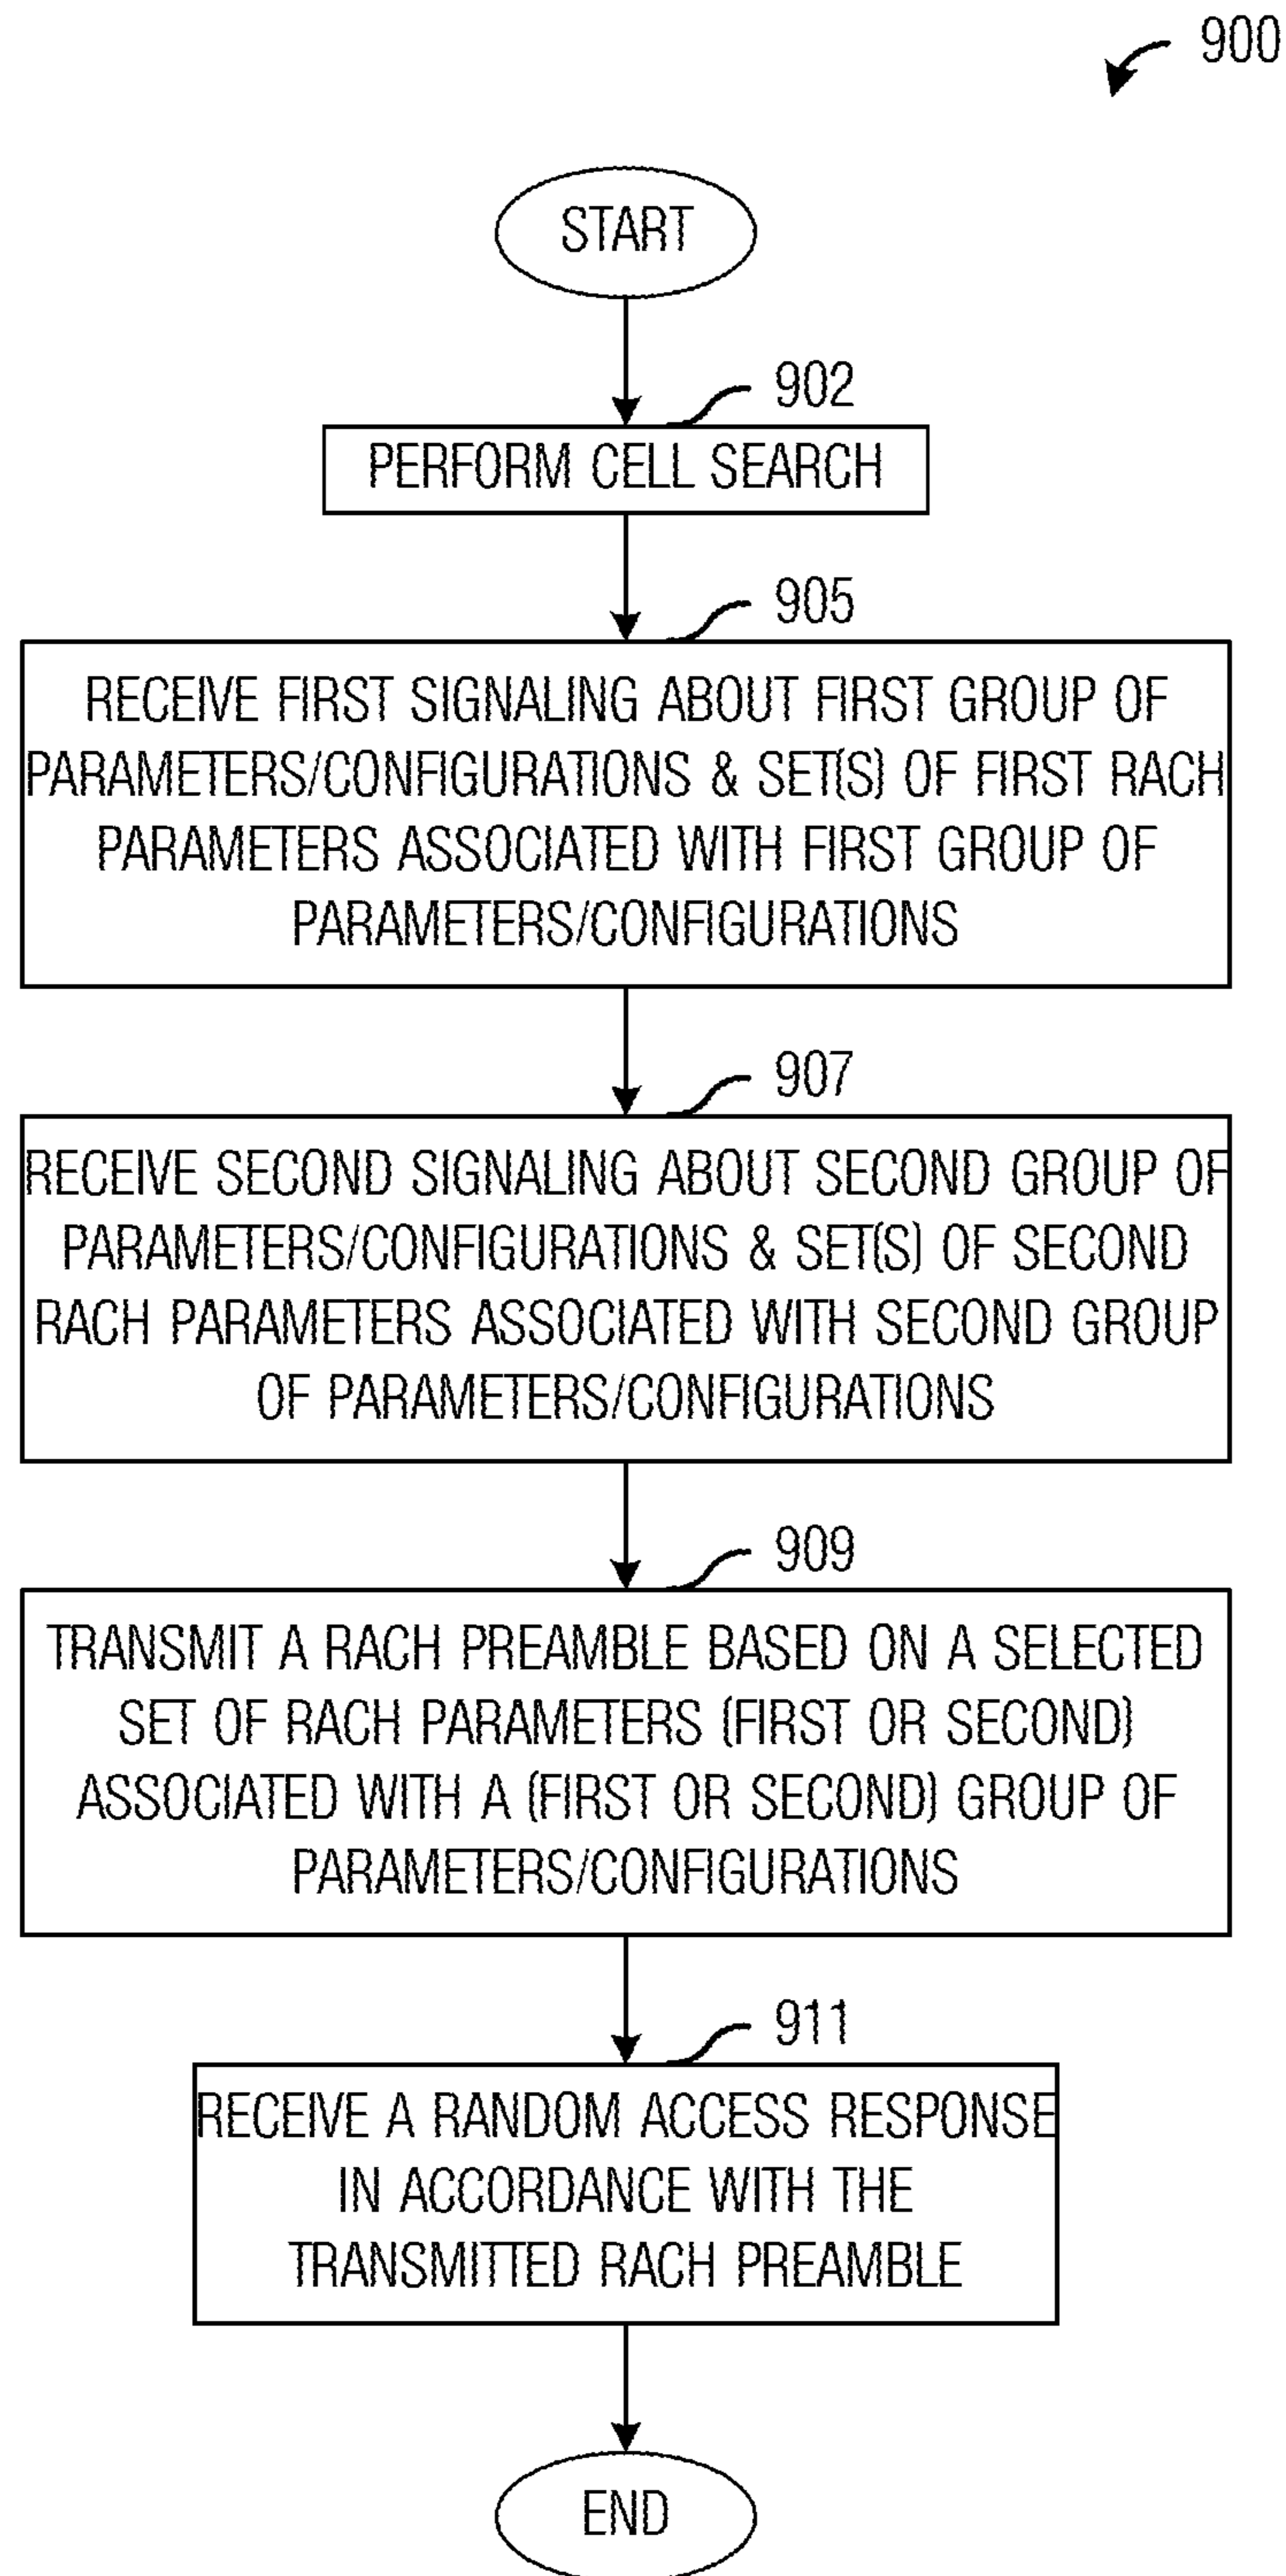 900
START
902
PERFORM CELL SEARCH
905
RECEIVE FIRST SIGNALING ABOUT FIRST GROUP OF
PARAMETERS/CONFIGURATIONS & SET(S) OF FIRST RACH
PARAMETERS ASSOCIATED WITH FIRST GROUP OF
PARAMETERS/CONFIGURATIONS
907
RECEIVE SECOND SIGNALING ABOUT SECOND GROUP OF
PARAMETERS/CONFIGURATIONS & SET(S) OF SECOND
RACH PARAMETERS ASSOCIATED WITH SECOND GROUP
OF PARAMETERS/CONFIGURATIONS
909
TRANSMIT A RACH PREAMBLE BASED ON A SELECTED
SET OF RACH PARAMETERS (FIRST OR SECOND)
ASSOCIATED WITH A (FIRST OR SECOND) GROUP OF
PARAMETERS/CONFIGURATIONS
911
RECEIVE A RANDOM ACCESS RESPONSE
IN ACCORDANCE WITH THE
TRANSMITTED RACH PREAMBLE
END